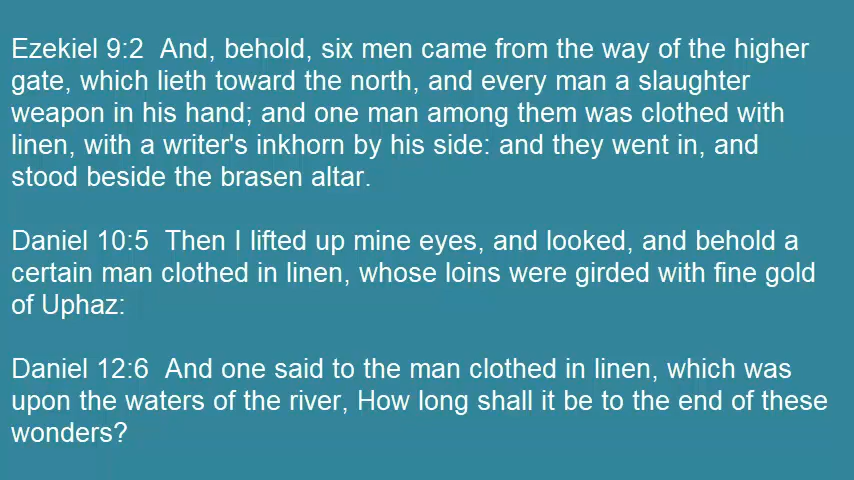 Ezekiel 9:2  And, behold, six men came from the way of the higher
gate, which lieth toward the north, and every man a slaughter
weapon in his hand; and one man among them was clothed with
linen, with a writer's inkhorn by his side: and they went in, and
stood beside the brasen altar.
Daniel 10:5  Then I lifted up mine eyes, and looked, and behold a
certain man clothed in linen, whose loins were girded with fine gold
of Uphaz:
Daniel 12:6  And one said to the man clothed in linen, which was
upon the waters of the river, How long shall it be to the end of these
wonders?